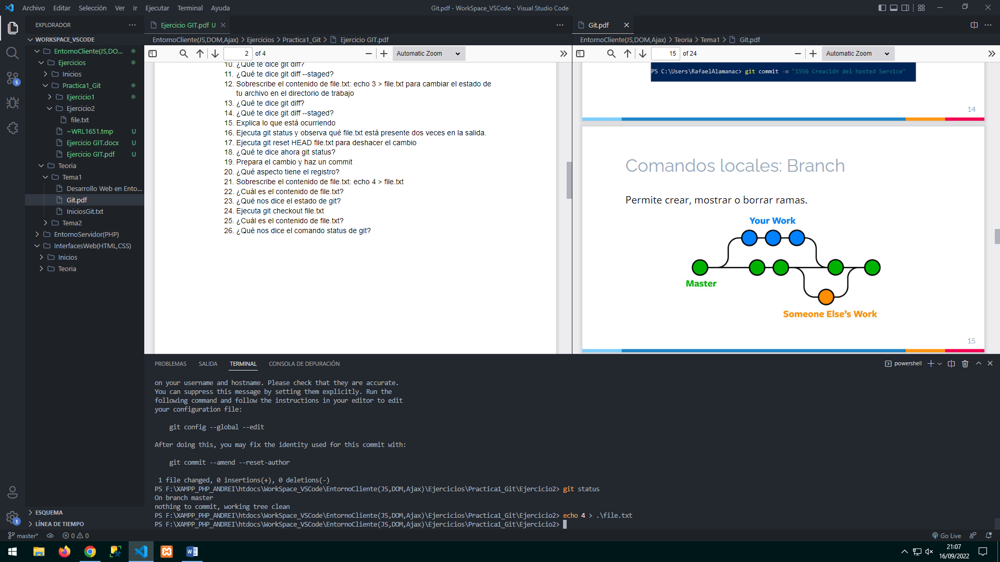 Archivo Editar Selección Ver Ir Ejecutar Terminal Ayuda
Git.pdf - WorkSpace_VSCode - Visual Studio Code
EXPLORADOR
WORKSPACE_VSCODE
EntornoCliente(JS,DO...
Ejercicios
Inicios
Practica1_Git
Ejercicio1
Ejercicio2
file.txt
~WRL1651.tmp U
Ejercicio GIT.docx U
Ejercicio GIT.pdf U
Teoria
Tema1
Desarrollo Web en Ento...
Git.pdf
IniciosGit.txt
Tema2
EntornoServidor(PHP)
InterfacesWeb(HTML,CSS)
Inicios
Teoria
ESQUEMA
LÍNEA DE TIEMPO
5
1
Ejercicio GIT.pdf U
EntornoCliente(JS,DOM,Ajax) > Ejercicios > Practica1_Git > Ejercicio GIT.pdf
2 of 4
Automatic Zoom
10. ¿Qué te dice git diff?
11. ¿Qué te dice git diff --staged?
12. Sobrescribe el contenido de file.txt: echo 3 > file.txt para cambiar el estado de
tu archivo en el directorio de trabajo
13. ¿Qué te dice git diff?
14. ¿Qué te dice git diff --staged?
15. Explica lo que está ocurriendo
16. Ejecuta git status y observa qué file.txt está presente dos veces en la salida.
17. Ejecuta git reset HEAD file.txt para deshacer el cambio
18. ¿Qué te dice ahora git status?
19. Prepara el cambio y haz un commit
20. ¿Qué aspecto tiene el registro?
21. Sobrescribe el contenido de file.txt: echo 4 > file.txt
22. ¿Cuál es el contenido de file.txt?
23. ¿Qué nos dice el estado de git?
24. Ejecuta git checkout file.txt
25. ¿Cuál es el contenido de file.txt?
26. ¿Qué nos dice el comando status de git?
Git.pdf
EntornoCliente(JS,DOM,Ajax) > Teoria > Tema1 > Git.pdf
15 of 24
Automatic Zoom
PS C:\Users\RafaelAlamanac> git commit -m "1556 Creación del hosted Service"
14
Comandos locales: Branch
Permite crear, mostrar o borrar ramas.
Your Work
Master
Someone Else's Work
15
PROBLEMAS SALIDA TERMINAL CONSOLA DE DEPURACIÓN
powershell
on your username and hostname. Please check that they are accurate.
You can suppress this message by setting them explicitly. Run the
following command and follow the instructions in your editor to edit
your configuration file:
git config --global --edit
After doing this, you may fix the identity used for this commit with:
git commit --amend --reset-author
1 file changed, 0 insertions(+), 0 deletions(-)
PS F:\XAMPP_PHP_ANDREI\htdocs\WorkSpace_VSCode\EntornoCliente(JS,DOM,Ajax)\Ejercicios\Practica1_Git\Ejercicio2> git status
On branch master
nothing to commit, working tree clean
PS F:\XAMPP_PHP_ANDREI\htdocs\WorkSpace_VSCode\EntornoCliente(JS,DOM,Ajax)\Ejercicios\Practica1_Git\Ejercicio2> echo 4 > .\file.txt
PS F:\XAMPP_PHP_ANDREI\htdocs\WorkSpace_VSCode\EntornoCliente(JS,DOM,Ajax)\Ejercicios\Practica1_Git\Ejercicio2>
master* 0 0
Go Live
21:07
16/09/2022